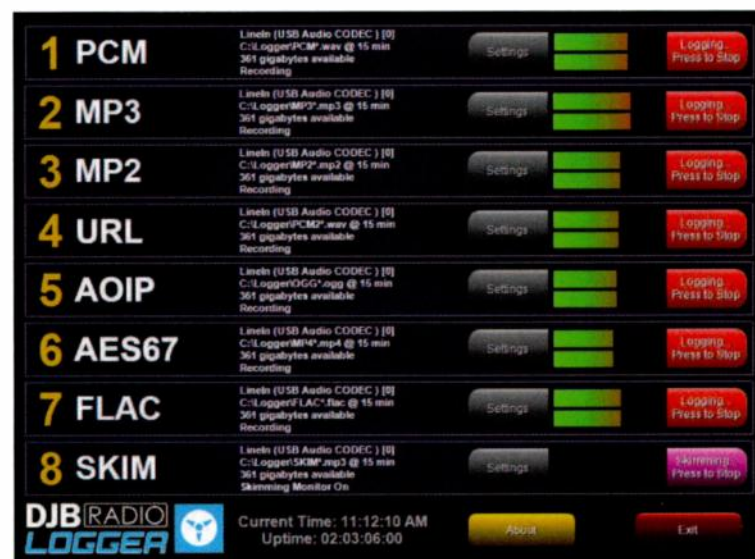 1 PCM
LineIn (USB Audio CODEC ) [0]
C:\Logger\PCM*.wav @ 15 min
361 gigabytes available
Recording
Settings
Logging...
Press to Stop
2 MP3
LineIn (USB Audio CODEC ) [0]
C:\Logger\MP3*.mp3 @ 15 min
361 gigabytes available
Recording
Settings
Logging...
Press to Stop
3 MP2
LineIn (USB Audio CODEC ) [0]
C:\Logger\MP2*.mp2 @ 15 min
361 gigabytes available
Recording
Settings
Logging...
Press to Stop
4 URL
LineIn (USB Audio CODEC ) [0]
C:\Logger\PCM2*.wav @ 15 min
361 gigabytes available
Recording
Settings
Logging...
Press to Stop
5 AOIP
LineIn (USB Audio CODEC ) [0]
C:\Logger\OGG*.ogg @ 15 min
361 gigabytes available
Recording
Settings
Logging...
Press to Stop
6 AES67
LineIn (USB Audio CODEC ) [0]
C:\Logger\MP4*.mp4 @ 15 min
361 gigabytes available
Recording
Settings
Logging...
Press to Stop
7 FLAC
LineIn (USB Audio CODEC ) [0]
C:\Logger\FLAC*.flac @ 15 min
361 gigabytes available
Recording
Settings
Logging...
Press to Stop
8 SKIM
LineIn (USB Audio CODEC ) [0]
C:\Logger\SKIM*.mp3 @ 15 min
361 gigabytes available
Skimming Monitor On
Settings
Skimming...
Press to Stop
DJB RADIO
LOGGER
Current Time: 11:12:10 AM
Uptime: 02:03:06:00
About
Exit